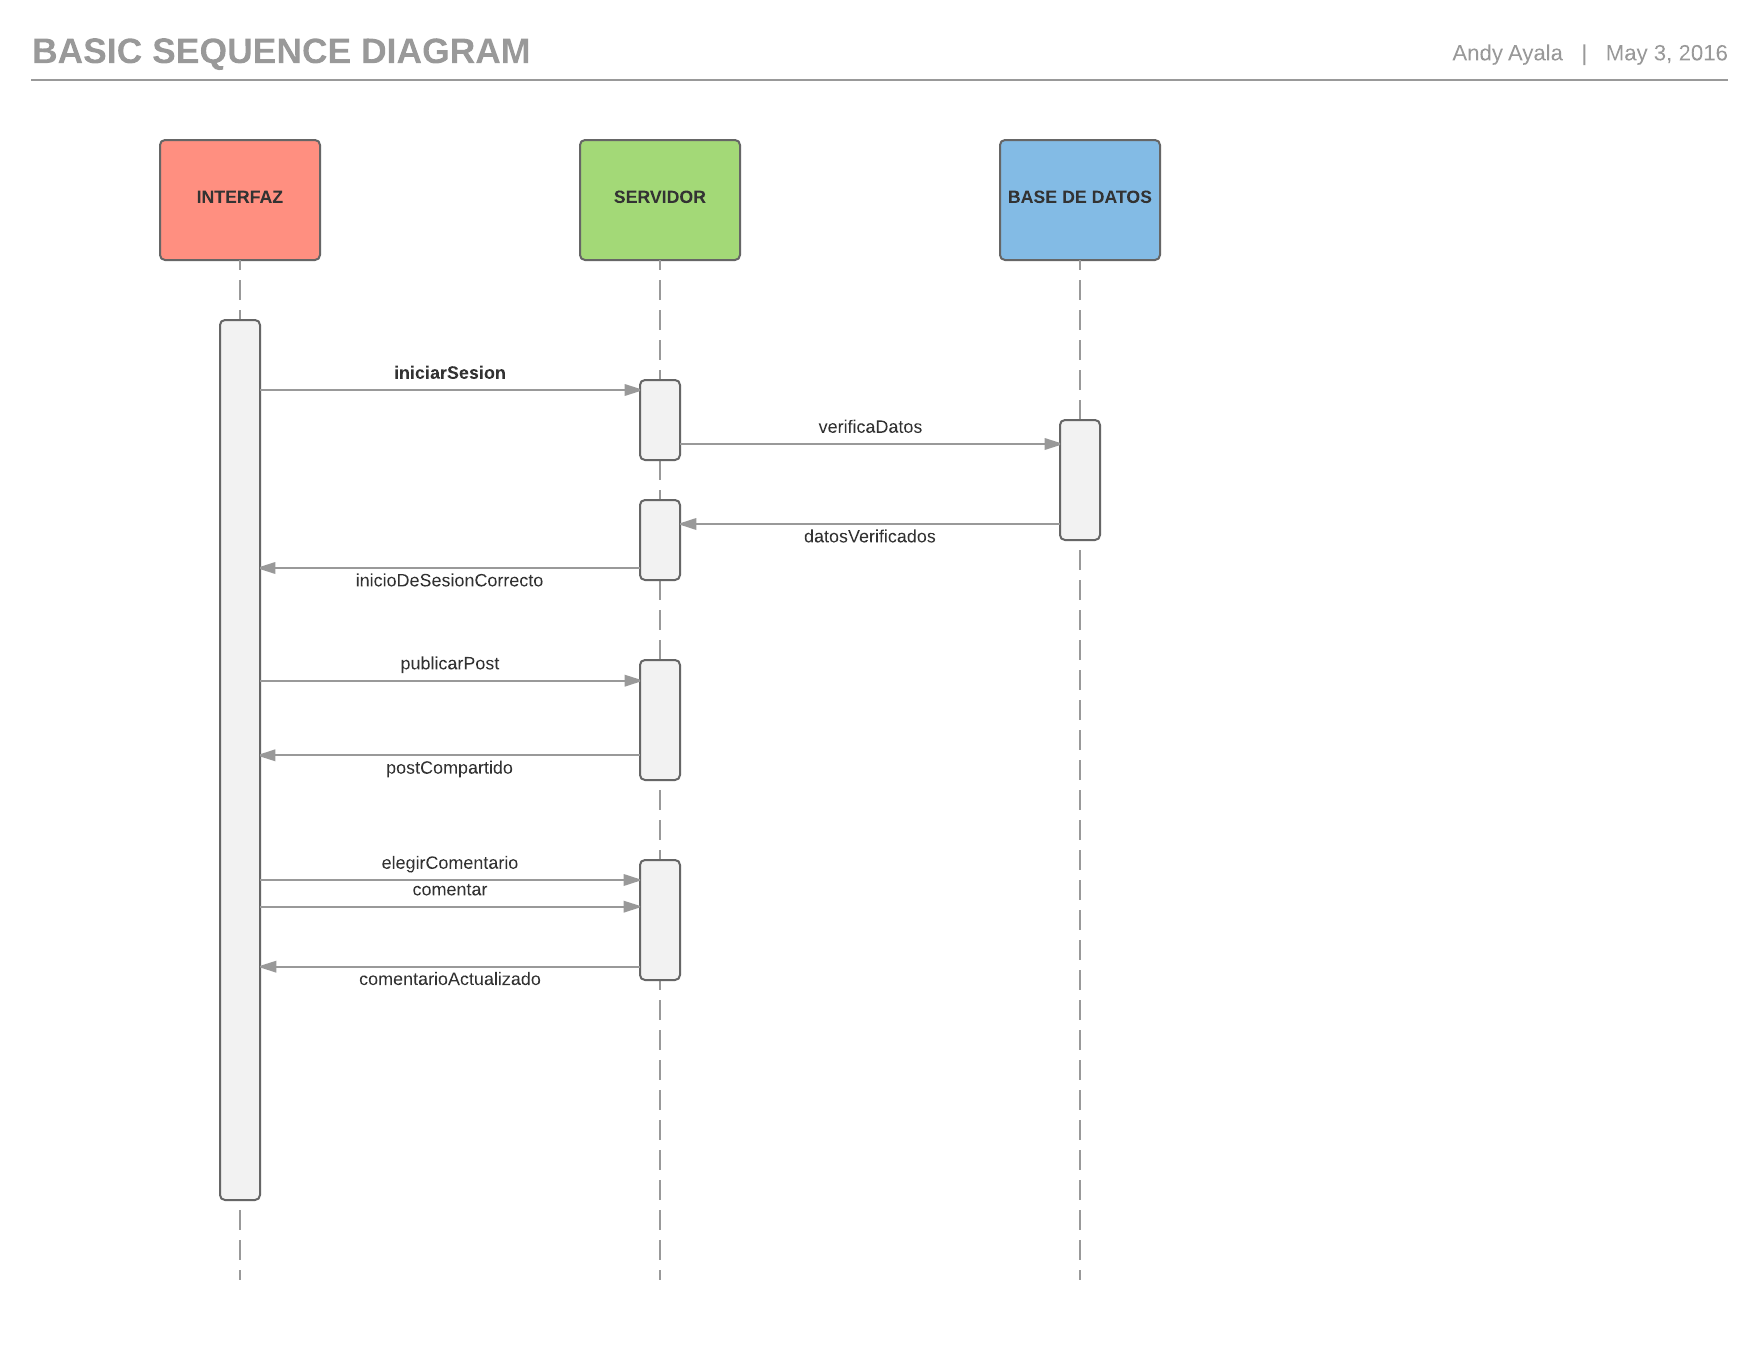 BASIC SEQUENCE DIAGRAM
Andy Ayala | May 3, 2016
INTERFAZ
SERVIDOR
BASE DE DATOS
iniciarSesion
verificaDatos
datosVerificados
inicioDeSesionCorrecto
publicarPost
postCompartido
elegirComentario
comentar
comentarioActualizado